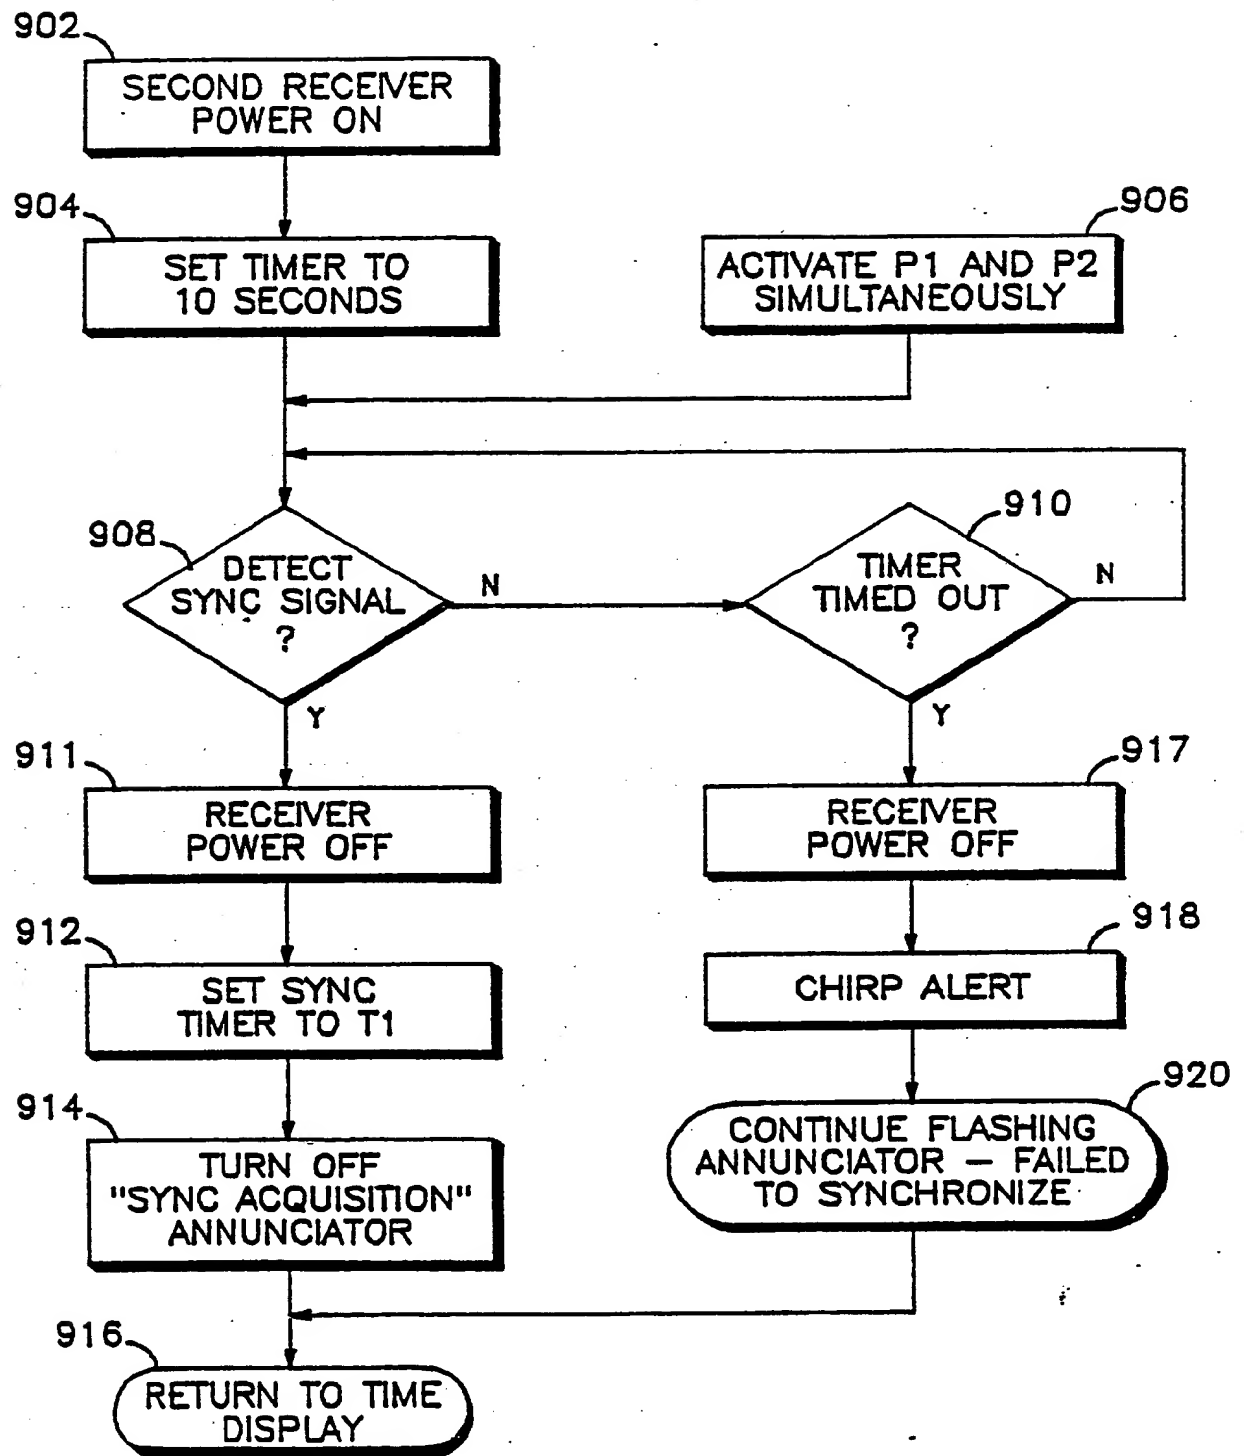 902
SECOND RECEIVER
POWER ON
904
SET TIMER TO
10 SECONDS
906
ACTIVATE P1 AND P2
SIMULTANEOUSLY
908
DETECT
SYNC SIGNAL
?
N
Y
910
TIMER
TIMED OUT
?
N
Y
911
RECEIVER
POWER OFF
917
RECEIVER
POWER OFF
912
SET SYNC
TIMER TO T1
918
CHIRP ALERT
914
TURN OFF
"SYNC ACQUISITION"
ANNUNCIATOR
920
CONTINUE FLASHING
ANNUNCIATOR — FAILED
TO SYNCHRONIZE
916
RETURN TO TIME
DISPLAY